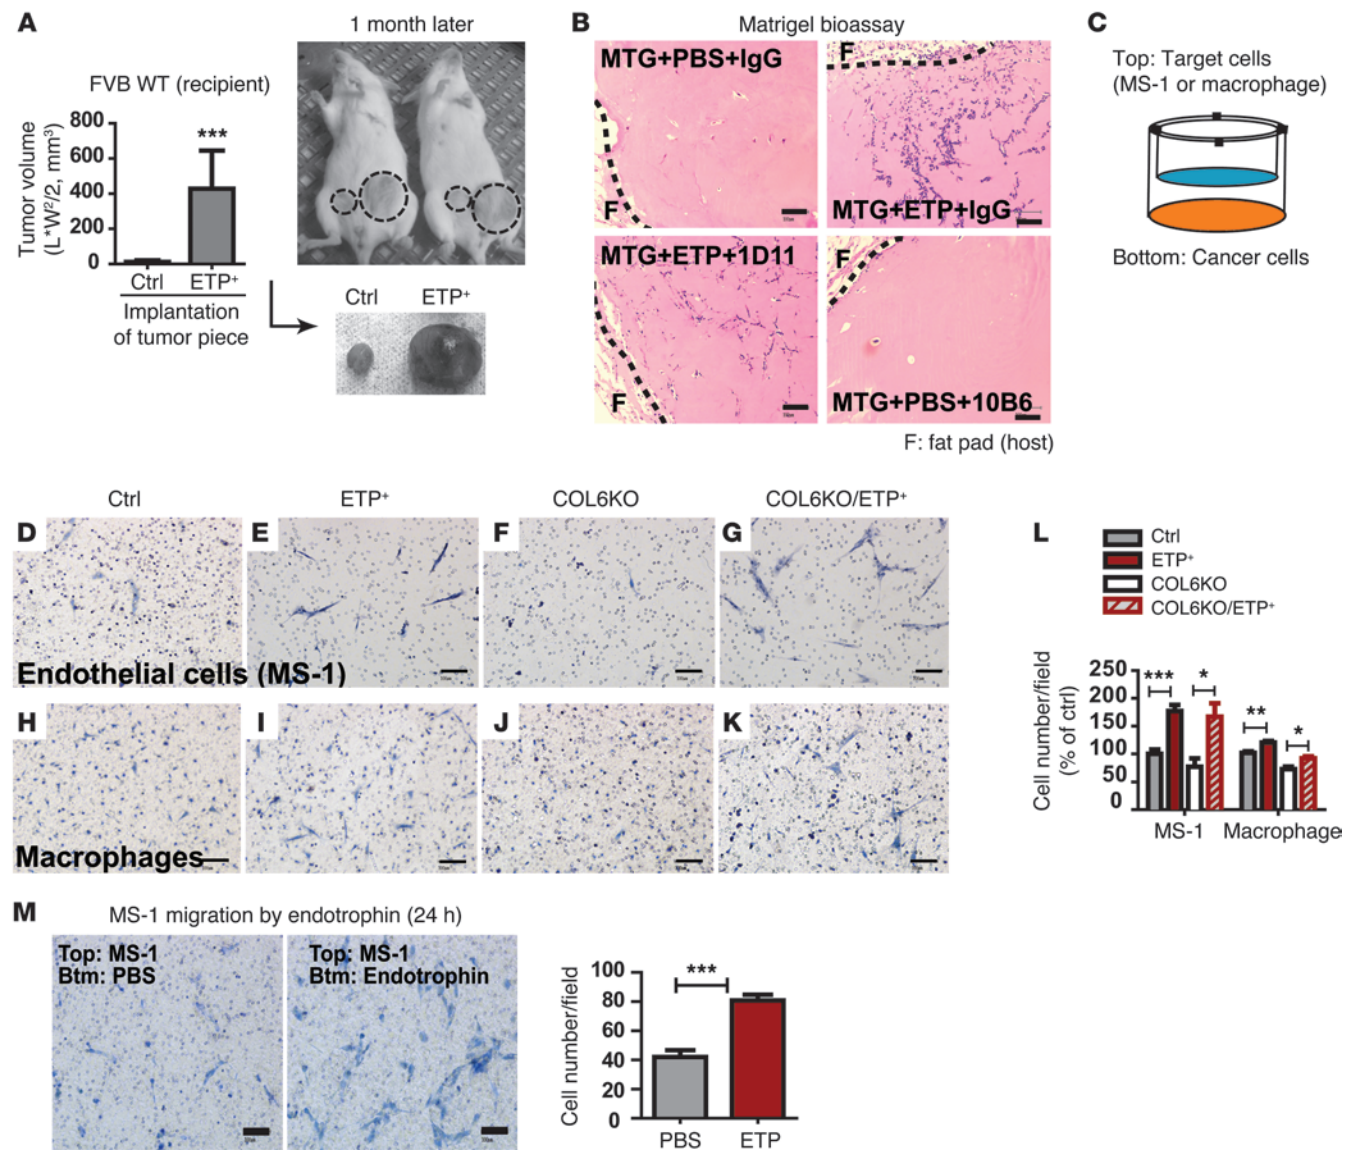 A
1 month later
FVB WT (recipient)
Tumor volume
(L*W²/2, mm³)
800
600
400
200
0
***
Ctrl
ETP⁺
Implantation
of tumor piece
Ctrl
ETP⁺
B
Matrigel bioassay
MTG+PBS+IgG
F
F
MTG+ETP+IgG
MTG+ETP+1D11
F
F
MTG+PBS+10B6
F: fat pad (host)
C
Top: Target cells
(MS-1 or macrophage)
Bottom: Cancer cells
Ctrl
ETP⁺
COL6KO
COL6KO/ETP⁺
D
E
F
G
Endothelial cells (MS-1)
H
I
J
K
Macrophages
L
Ctrl
ETP⁺
COL6KO
COL6KO/ETP⁺
Cell number/field
(% of ctrl)
250
200
150
100
50
0
***
*
**
*
MS-1
Macrophage
M
MS-1 migration by endotrophin (24 h)
Top: MS-1
Btm: PBS
Top: MS-1
Btm: Endotrophin
Cell number/field
100
80
60
40
20
0
***
PBS
ETP